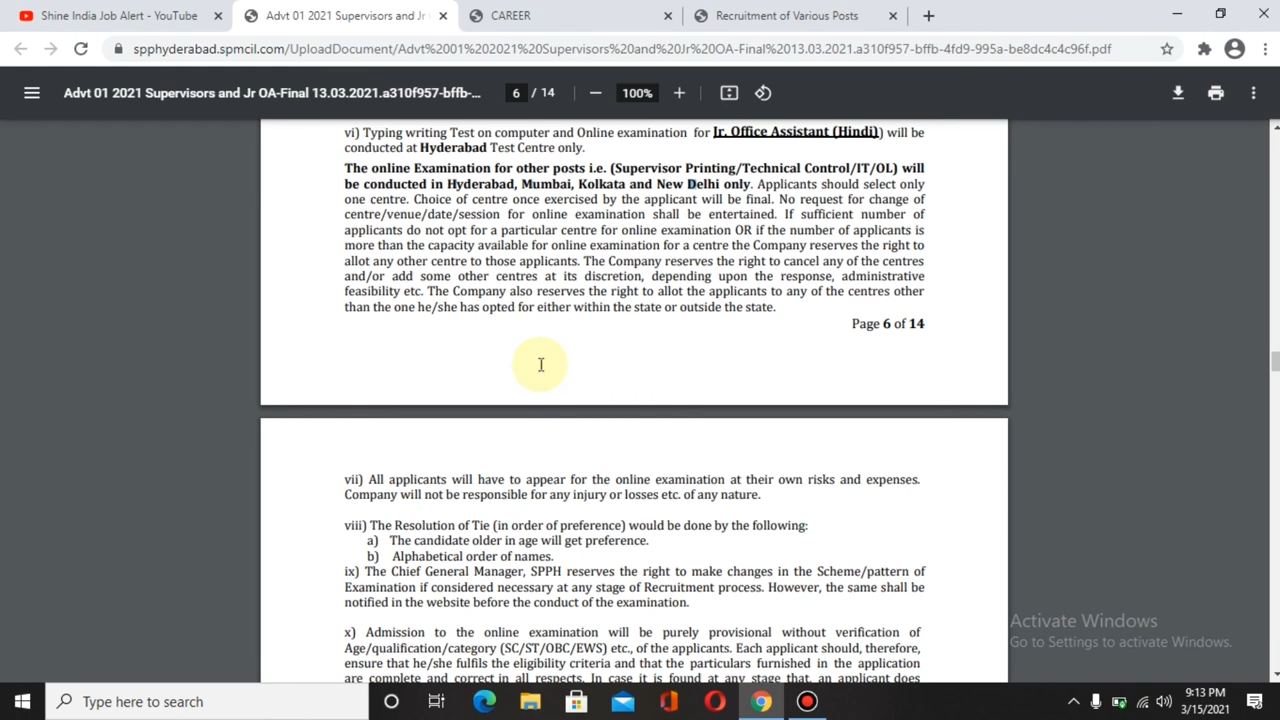 Shine India Job Alert - YouTube
Advt 01 2021 Supervisors and Jr
CAREER
Recruitment of Various Posts
spphyderabad.spmcil.com/UploadDocument/Advt%2001%202021%20Supervisors%20and%20Jr%20OA-Final%2013.03.2021.a310f957-bffb-4fd9-995a-be8dc4c4c96f.pdf
Advt 01 2021 Supervisors and Jr OA-Final 13.03.2021.a310f957-bffb-...
6 / 14
100%
vi) Typing writing Test on computer and Online examination for Jr. Office Assistant (Hindi)) will be
conducted at Hyderabad Test Centre only.
The online Examination for other posts i.e. (Supervisor Printing/Technical Control/IT/OL) will
be conducted in Hyderabad, Mumbai, Kolkata and New Delhi only. Applicants should select only
one centre. Choice of centre once exercised by the applicant will be final. No request for change of
centre/venue/date/session for online examination shall be entertained. If sufficient number of
applicants do not opt for a particular centre for online examination OR if the number of applicants is
more than the capacity available for online examination for a centre the Company reserves the right to
allot any other centre to those applicants. The Company reserves the right to cancel any of the centres
and/or add some other centres at its discretion, depending upon the response, administrative
feasibility etc. The Company also reserves the right to allot the applicants to any of the centres other
than the one he/she has opted for either within the state or outside the state.
Page 6 of 14
vii) All applicants will have to appear for the online examination at their own risks and expenses.
Company will not be responsible for any injury or losses etc. of any nature.
viii) The Resolution of Tie (in order of preference) would be done by the following:
a) The candidate older in age will get preference.
b) Alphabetical order of names.
ix) The Chief General Manager, SPPH reserves the right to make changes in the Scheme/pattern of
Examination if considered necessary at any stage of Recruitment process. However, the same shall be
notified in the website before the conduct of the examination.
x) Admission to the online examination will be purely provisional without verification of
Age/qualification/category (SC/ST/OBC/EWS) etc., of the applicants. Each applicant should, therefore,
ensure that he/she fulfils the eligibility criteria and that the particulars furnished in the application
are complete and correct in all respects. In case it is found at any stage that, an applicant does
Activate Windows
Go to Settings to activate Windows.
Type here to search
9:13 PM
3/15/2021